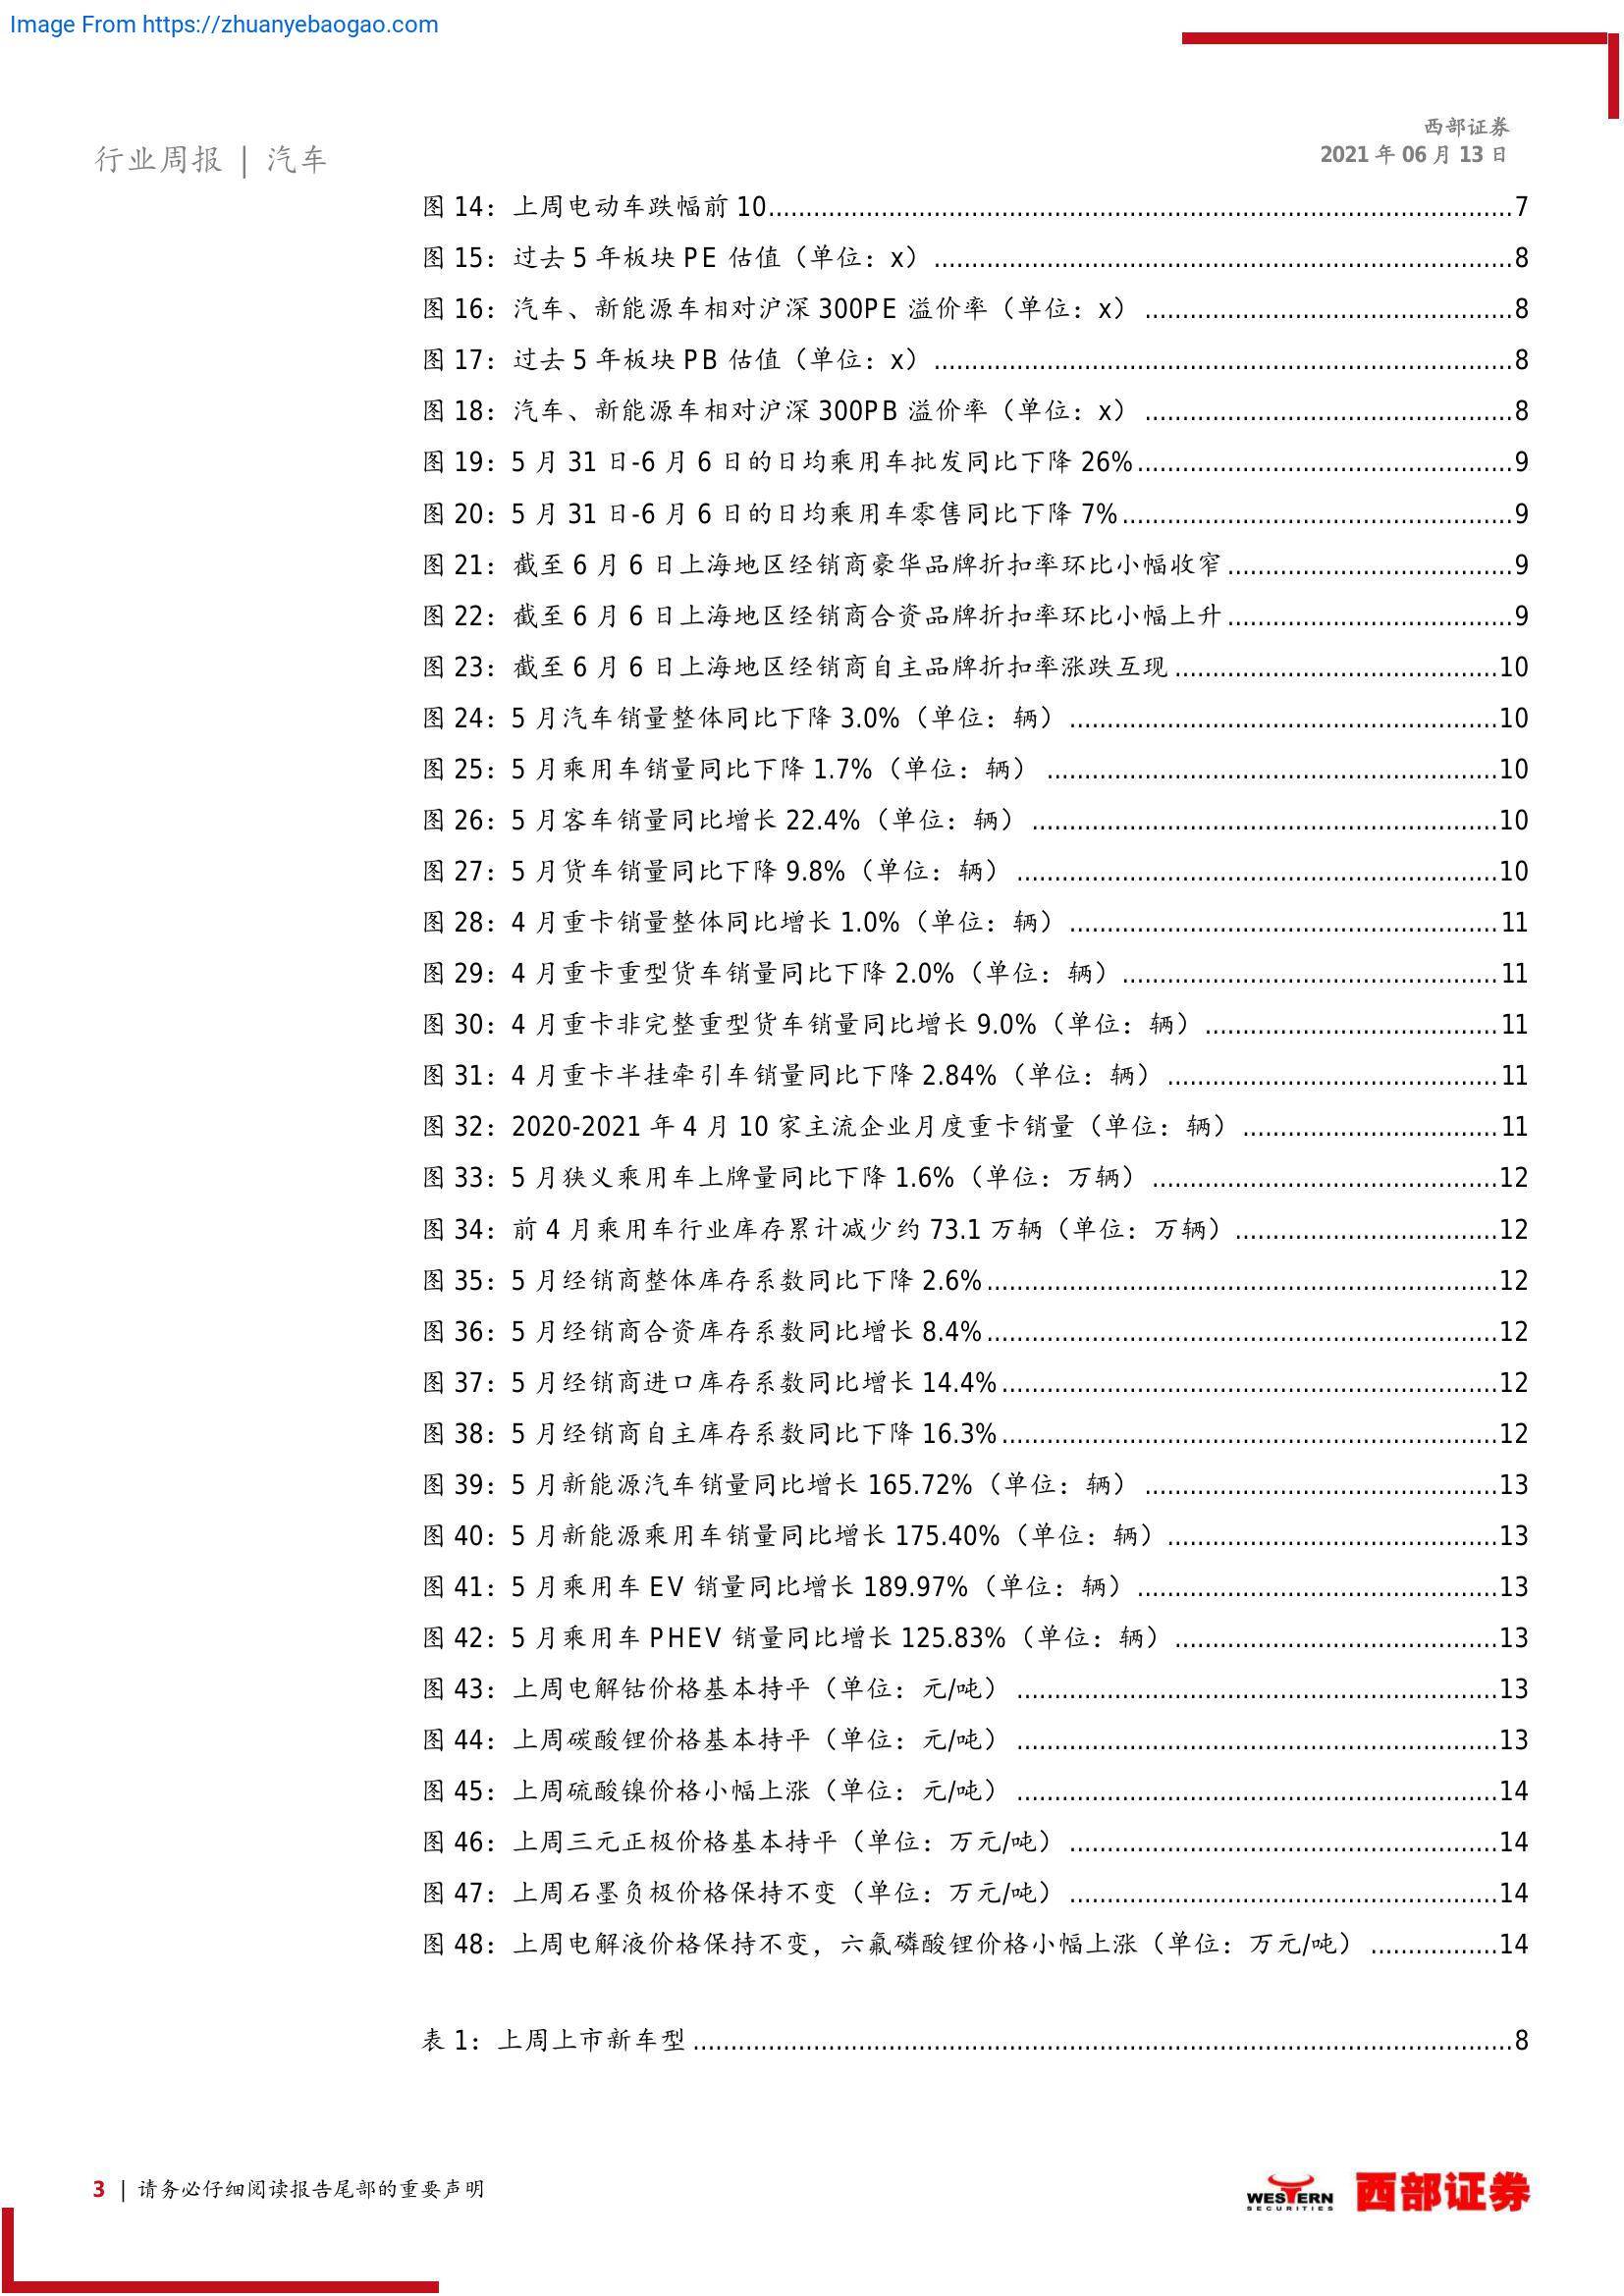 Image From https://zhuanyebaogao.com
西部证券
2021 年 06 月 13 日
行业周报 | 汽车
图 14：上周电动车跌幅前 10........7
图 15：过去 5 年板块 PE 估值（单位：x）........8
图 16：汽车、新能源车相对沪深 300PE 溢价率（单位：x）........8
图 17：过去 5 年板块 PB 估值（单位：x）........8
图 18：汽车、新能源车相对沪深 300PB 溢价率（单位：x）........8
图 19：5 月 31 日-6 月 6 日的日均乘用车批发同比下降 26%........9
图 20：5 月 31 日-6 月 6 日的日均乘用车零售同比下降 7%........9
图 21：截至 6 月 6 日上海地区经销商豪华品牌折扣率环比小幅收窄........9
图 22：截至 6 月 6 日上海地区经销商合资品牌折扣率环比小幅上升........9
图 23：截至 6 月 6 日上海地区经销商自主品牌折扣率涨跌互现........10
图 24：5 月汽车销量整体同比下降 3.0%（单位：辆）........10
图 25：5 月乘用车销量同比下降 1.7%（单位：辆）........10
图 26：5 月客车销量同比增长 22.4%（单位：辆）........10
图 27：5 月货车销量同比下降 9.8%（单位：辆）........10
图 28：4 月重卡销量整体同比增长 1.0%（单位：辆）........11
图 29：4 月重卡重型货车销量同比下降 2.0%（单位：辆）........11
图 30：4 月重卡非完整重型货车销量同比增长 9.0%（单位：辆）........11
图 31：4 月重卡半挂牵引车销量同比下降 2.84%（单位：辆）........11
图 32：2020-2021 年 4 月 10 家主流企业月度重卡销量（单位：辆）........11
图 33：5 月狭义乘用车上牌量同比下降 1.6%（单位：万辆）........12
图 34：前 4 月乘用车行业库存累计减少约 73.1 万辆（单位：万辆）........12
图 35：5 月经销商整体库存系数同比下降 2.6%........12
图 36：5 月经销商合资库存系数同比增长 8.4%........12
图 37：5 月经销商进口库存系数同比增长 14.4%........12
图 38：5 月经销商自主库存系数同比下降 16.3%........12
图 39：5 月新能源汽车销量同比增长 165.72%（单位：辆）........13
图 40：5 月新能源乘用车销量同比增长 175.40%（单位：辆）........13
图 41：5 月乘用车 EV 销量同比增长 189.97%（单位：辆）........13
图 42：5 月乘用车 PHEV 销量同比增长 125.83%（单位：辆）........13
图 43：上周电解钴价格基本持平（单位：元/吨）........13
图 44：上周碳酸锂价格基本持平（单位：元/吨）........13
图 45：上周硫酸镍价格小幅上涨（单位：元/吨）........14
图 46：上周三元正极价格基本持平（单位：万元/吨）........14
图 47：上周石墨负极价格保持不变（单位：万元/吨）........14
图 48：上周电解液价格保持不变，六氟磷酸锂价格小幅上涨（单位：万元/吨）........14
表 1：上周上市新车型........8
3 | 请务必仔细阅读报告尾部的重要声明
WESTERN
SECURITIES
西部证券